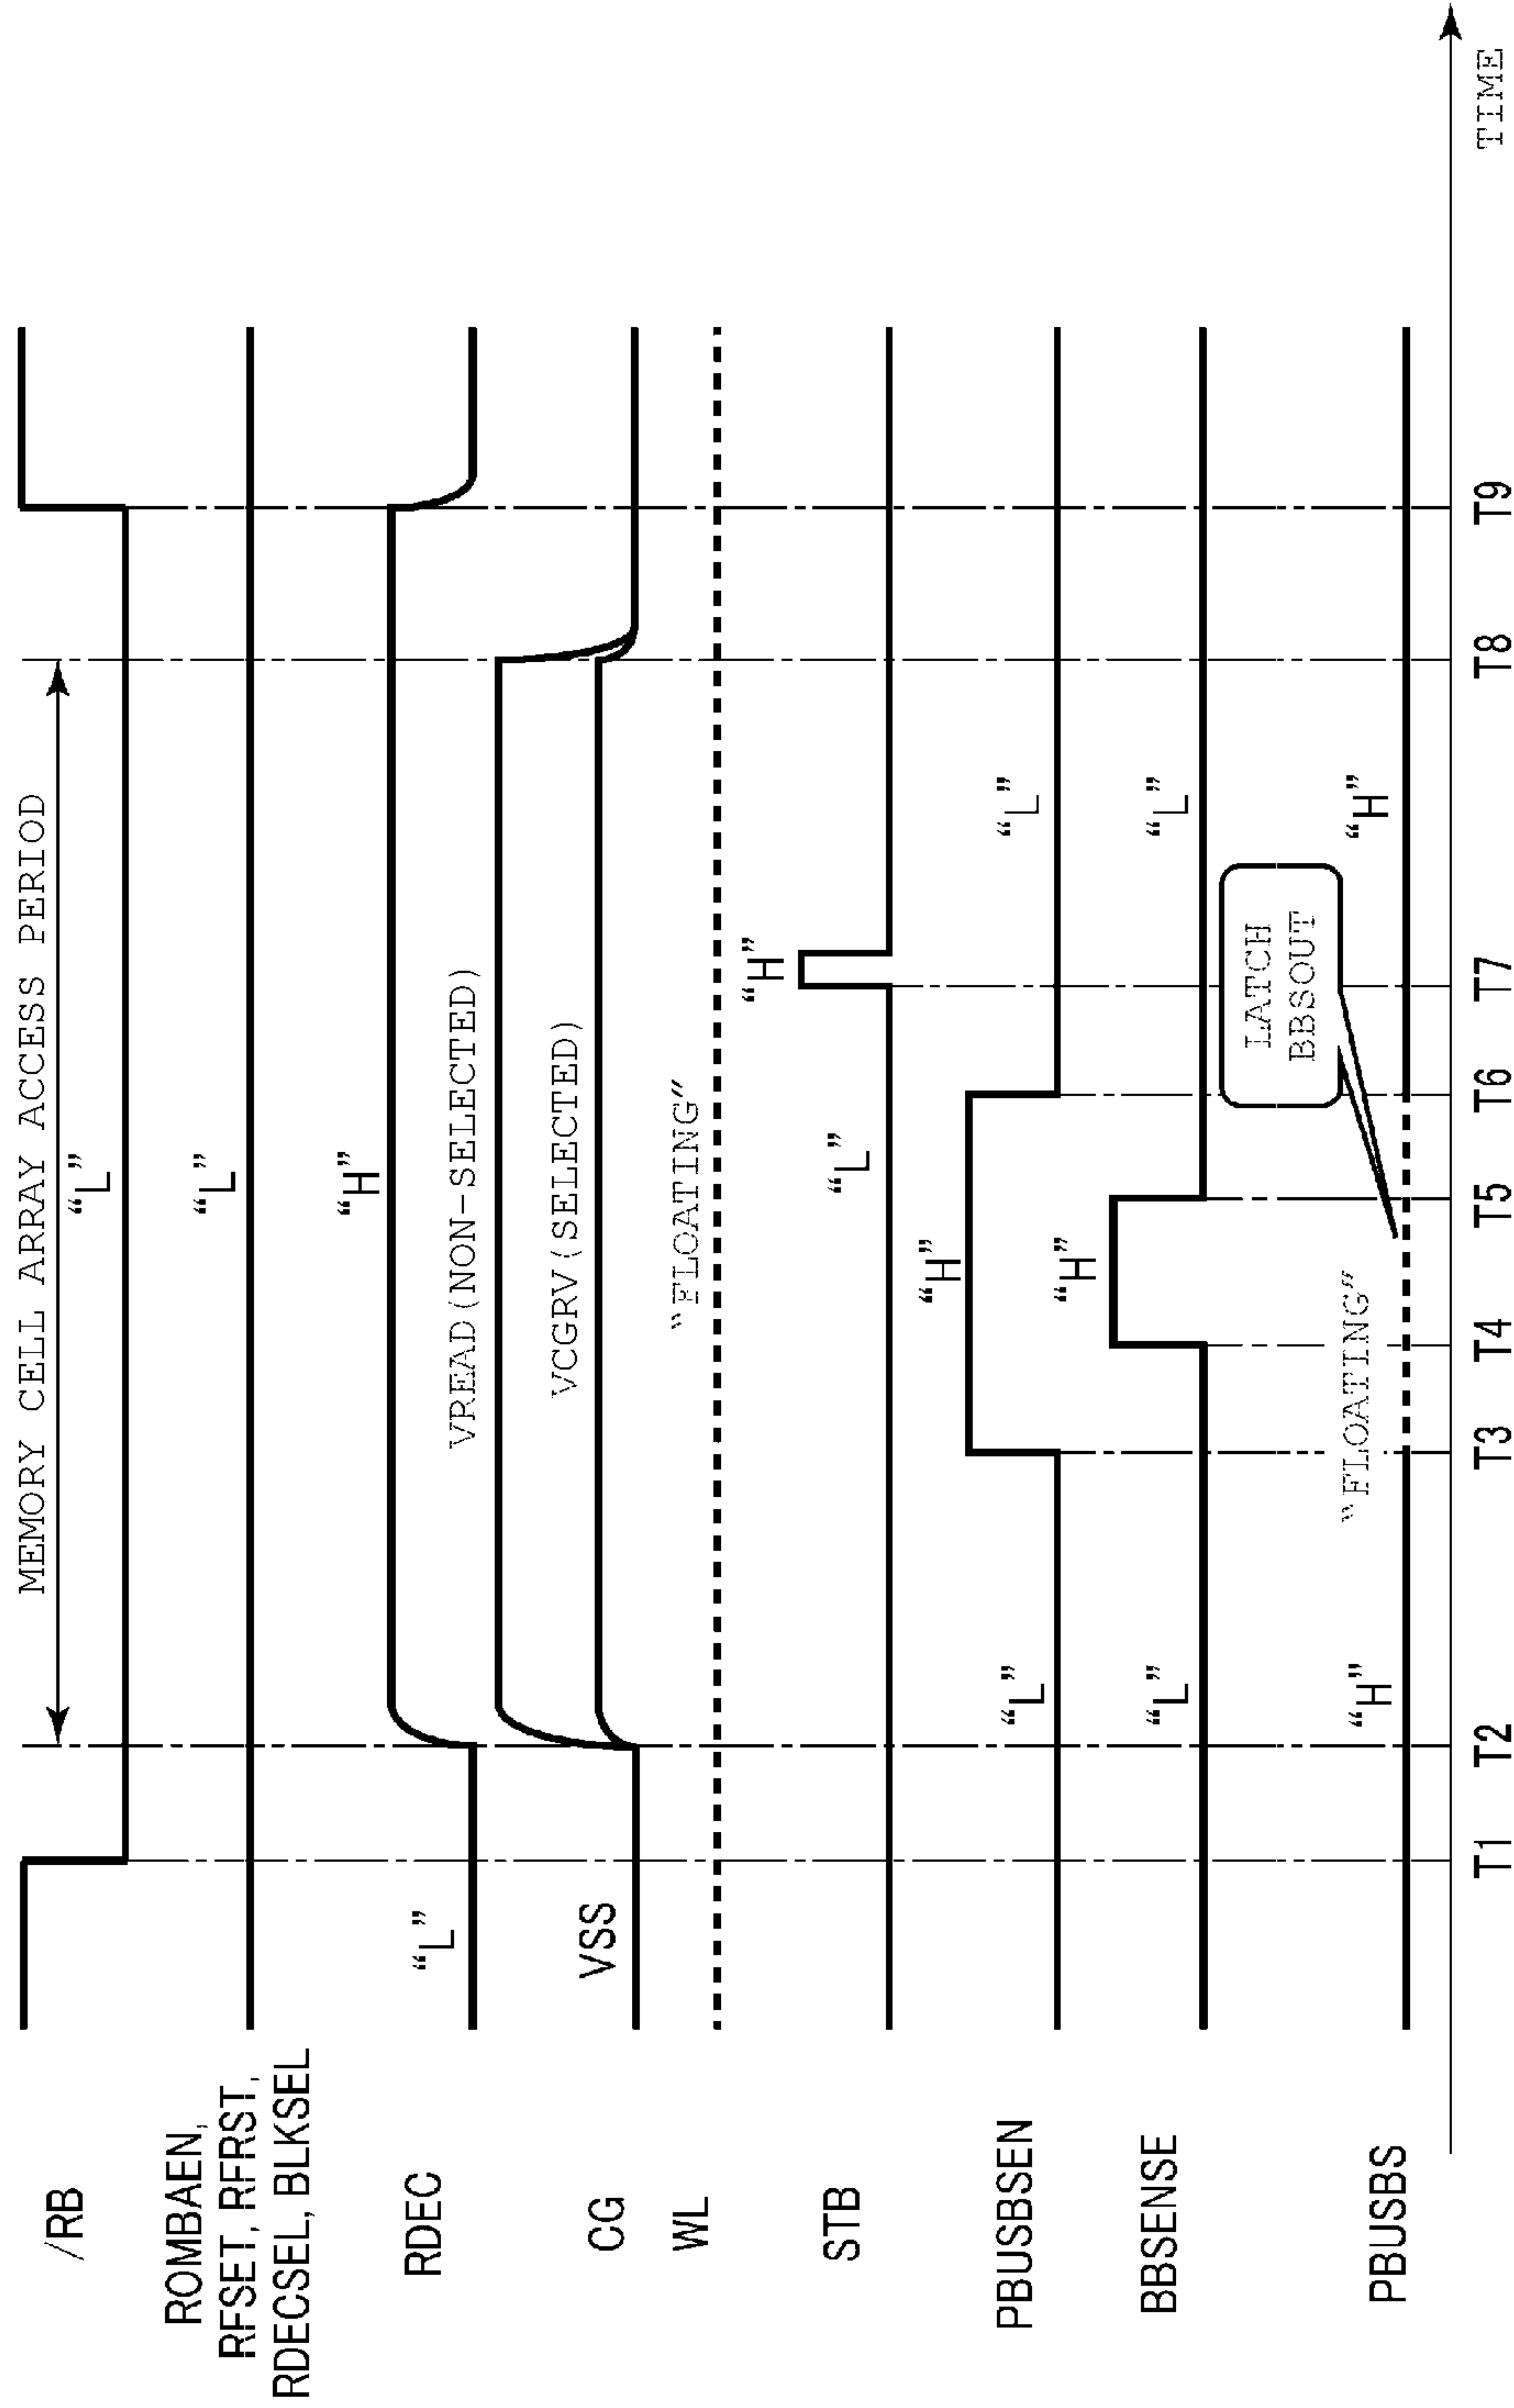 MEMORY CELL ARRAY ACCESS PERIOD
/RB
“L”
ROMBAEN,
RFSET, RFRST,
RDECSEL, BLKSEL
“L”
RDEC
“L”
“H”
VREAD (NON-SELECTED)
CG
VSS
VCGRV (SELECTED)
WL
“FLOATING”
STB
“L”
“H”
PBUSBSEN
“L”
“H”
“L”
BBSENSE
“L”
“H”
“L”
LATCH
BBSOUT
PBUSBS
“H”
“FLOATING”
“H”
T1
T2
T3
T4
T5
T6
T7
T8
T9
TIME